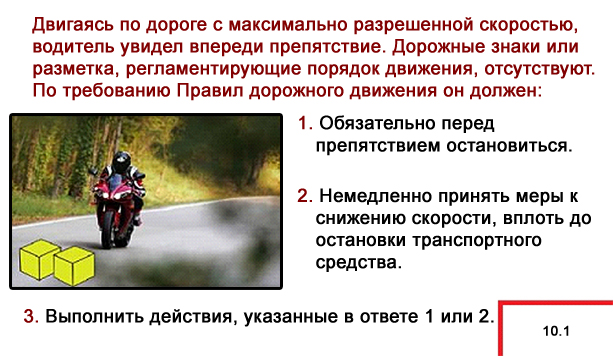 Двигаясь по дороге с максимально разрешенной скоростью,
водитель увидел впереди препятствие. Дорожные знаки или
разметка, регламентирующие порядок движения, отсутствуют.
По требованию Правил дорожного движения он должен:
1. Обязательно перед
препятствием остановиться.
2. Немедленно принять меры к
снижению скорости, вплоть до
остановки транспортного
средства.
3. Выполнить действия, указанные в ответе 1 или 2.
10.1